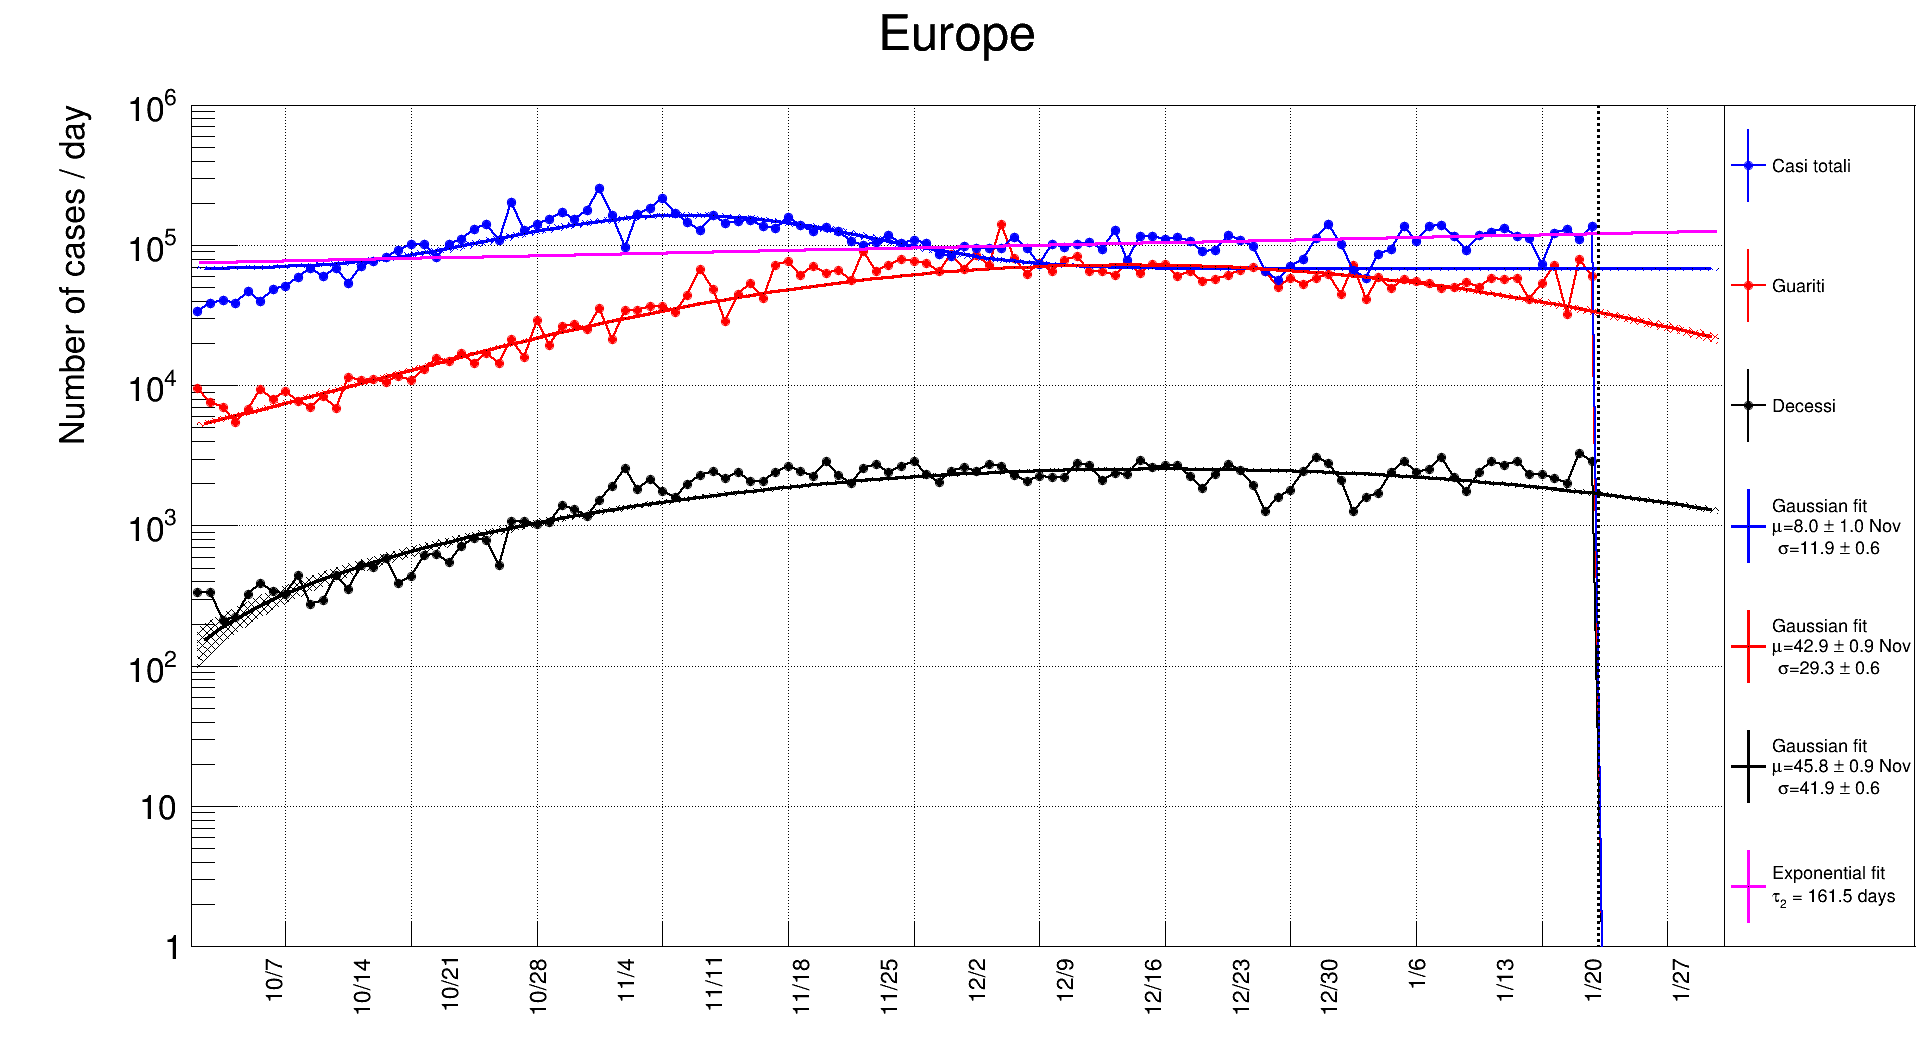 Europe
Number of cases / day
10^6
10^5
10^4
10^3
10^2
10
1
10/7
10/14
10/21
10/28
11/4
11/11
11/18
11/25
12/2
12/9
12/16
12/23
12/30
1/6
1/13
1/20
1/27
Casi totali
Guariti
Decessi
Gaussian fit
μ=8.0 ± 1.0 Nov
σ=11.9 ± 0.6
Gaussian fit
μ=42.9 ± 0.9 Nov
σ=29.3 ± 0.6
Gaussian fit
μ=45.8 ± 0.9 Nov
σ=41.9 ± 0.6
Exponential fit
τ₂ = 161.5 days